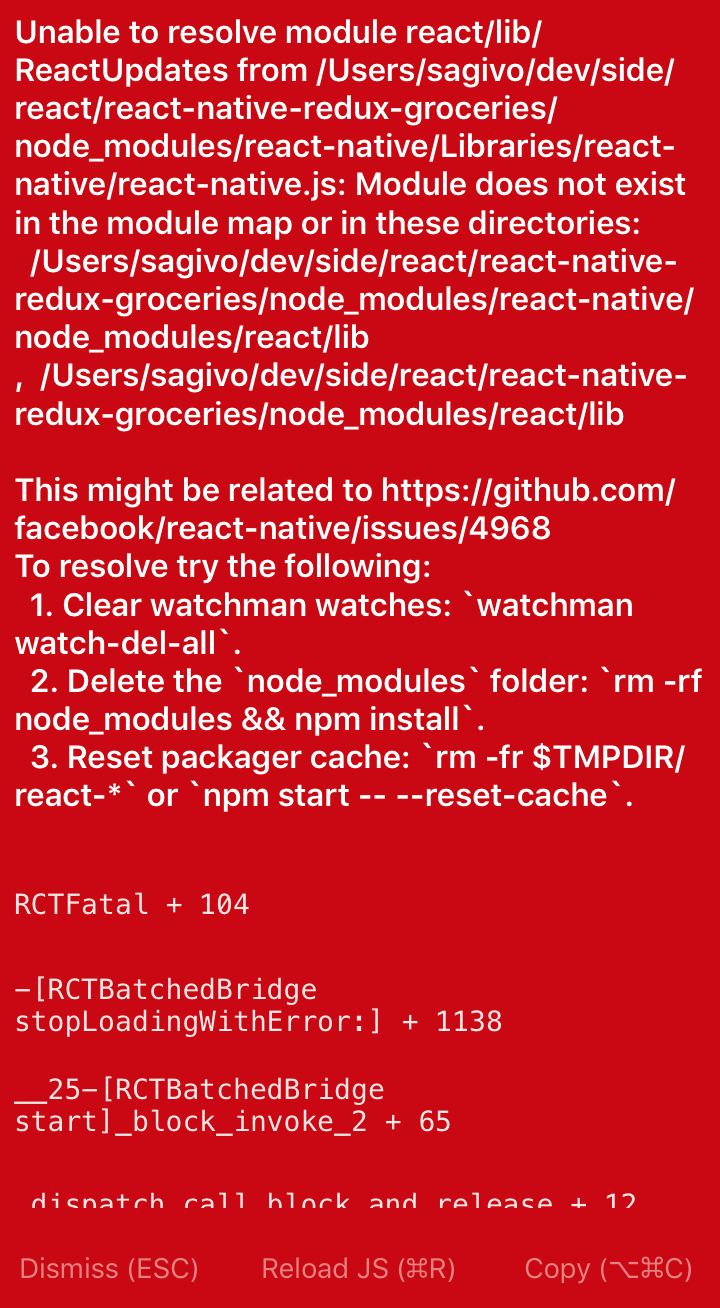 Unable to resolve module react/lib/
ReactUpdates from /Users/sagivo/dev/side/
react/react-native-redux-groceries/
node_modules/react-native/Libraries/react-
native/react-native.js: Module does not exist
in the module map or in these directories:
  /Users/sagivo/dev/side/react/react-native-
redux-groceries/node_modules/react-native/
node_modules/react/lib
,  /Users/sagivo/dev/side/react/react-native-
redux-groceries/node_modules/react/lib

This might be related to https://github.com/
facebook/react-native/issues/4968
To resolve try the following:
  1. Clear watchman watches: `watchman
watch-del-all`.
  2. Delete the `node_modules` folder: `rm -rf
node_modules && npm install`.
  3. Reset packager cache: `rm -fr $TMPDIR/
react-*` or `npm start -- --reset-cache`.

RCTFatal + 104

-[RCTBatchedBridge
stopLoadingWithError:] + 1138

__25-[RCTBatchedBridge
start]_block_invoke_2 + 65

_dispatch_call_block_and_release + 12

Dismiss (ESC) Reload JS (⌘R) Copy (⌥⌘C)